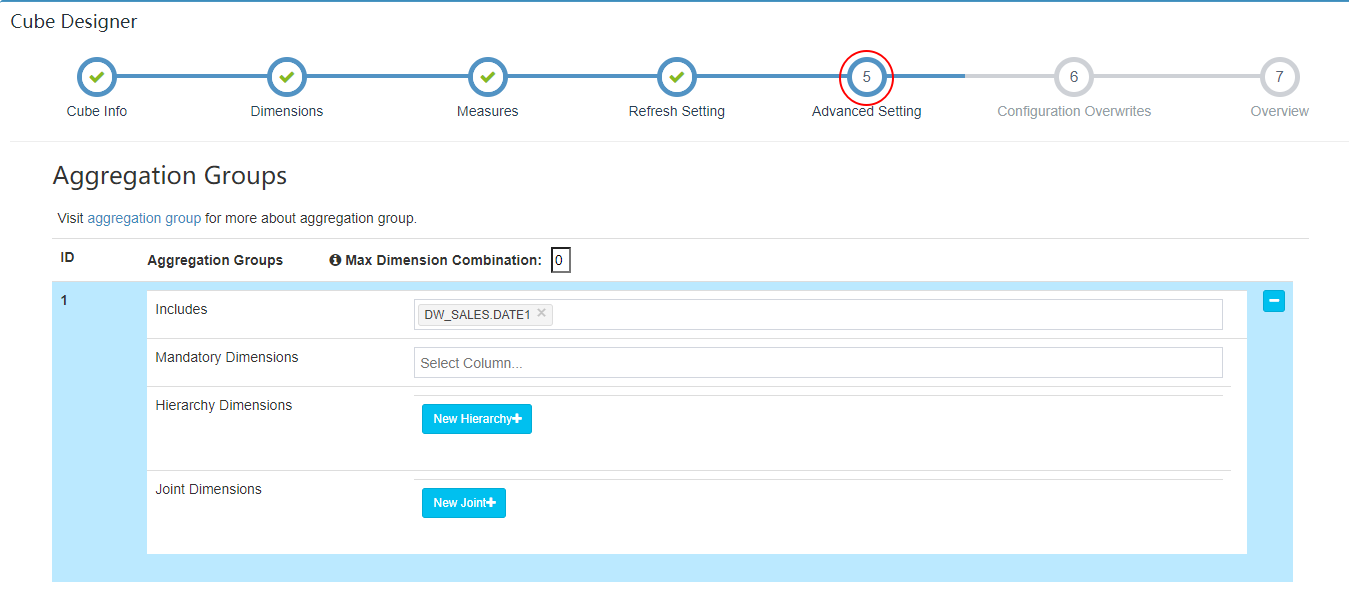 Cube Designer
5 6 7
Cube Info Dimensions Measures Refresh Setting Advanced Setting Configuration Overwrites Overview
Aggregation Groups
Visit aggregation group for more about aggregation group.
ID Aggregation Groups Max Dimension Combination: 0
1
Includes DW_SALES.DATE1 ×
Mandatory Dimensions Select Column...
Hierarchy Dimensions
New Hierarchy+
Joint Dimensions
New Joint+